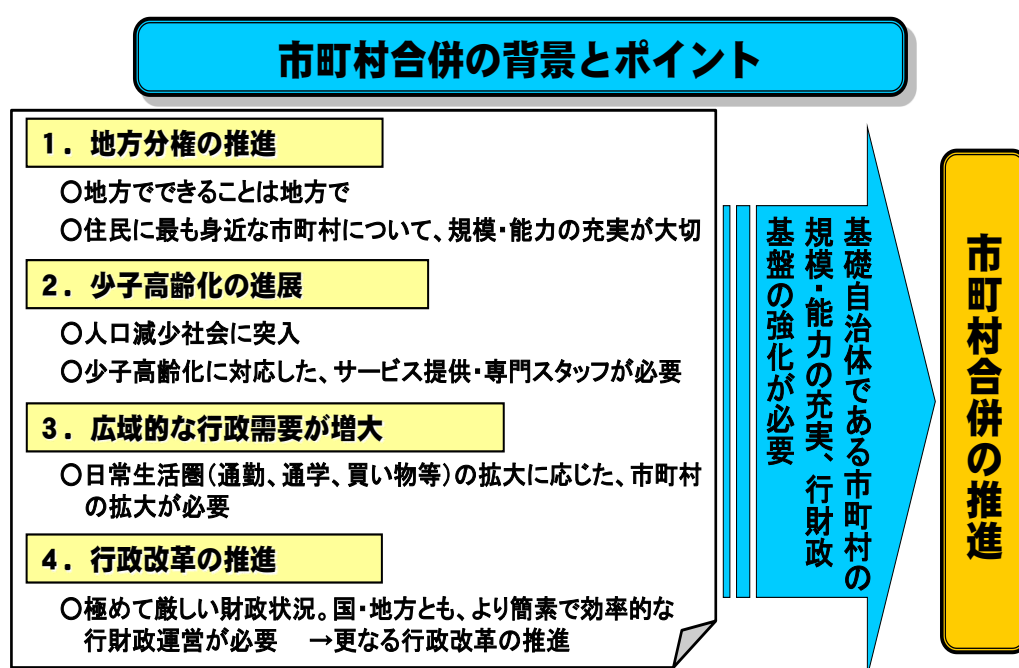 市町村合併の背景とポイント
１．地方分権の推進
○地方でできることは地方で
○住民に最も身近な市町村について、規模・能力の充実が大切
２．少子高齢化の進展
○人口減少社会に突入
○少子高齢化に対応した、サービス提供・専門スタッフが必要
３．広域的な行政需要が増大
○日常生活圏（通勤、通学、買い物等）の拡大に応じた、市町村
の拡大が必要
４．行政改革の推進
○極めて厳しい財政状況。国・地方とも、より簡素で効率的な
行財政運営が必要　→更なる行政改革の推進
基礎自治体である市町村の
規模・能力の充実、行財政
基盤の強化が必要
市町村合併の推進